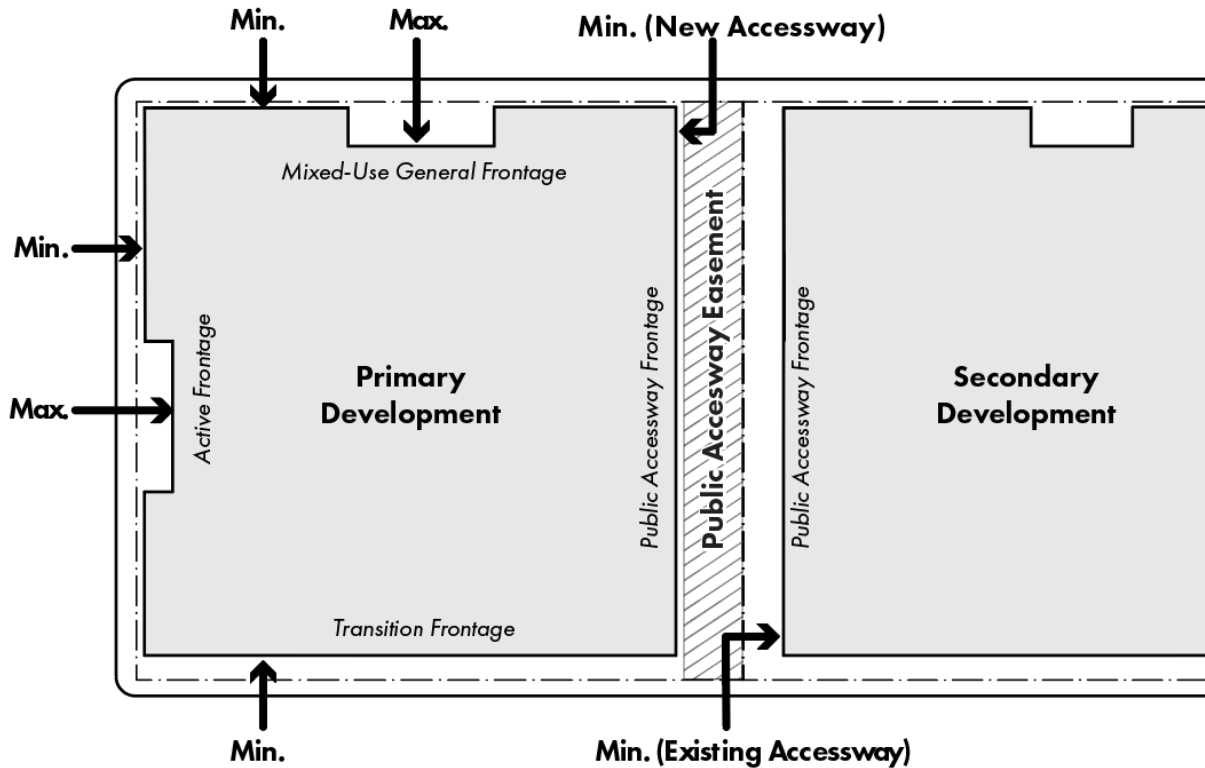 Min.
Max.
Min. (New Accessway)
Mixed-Use General Frontage
Min.
Max.
Active Frontage
Primary
Development
Public Accessway Frontage
Public Accessway Easement
Public Accessway Frontage
Secondary
Development
Transition Frontage
Min.
Min. (Existing Accessway)